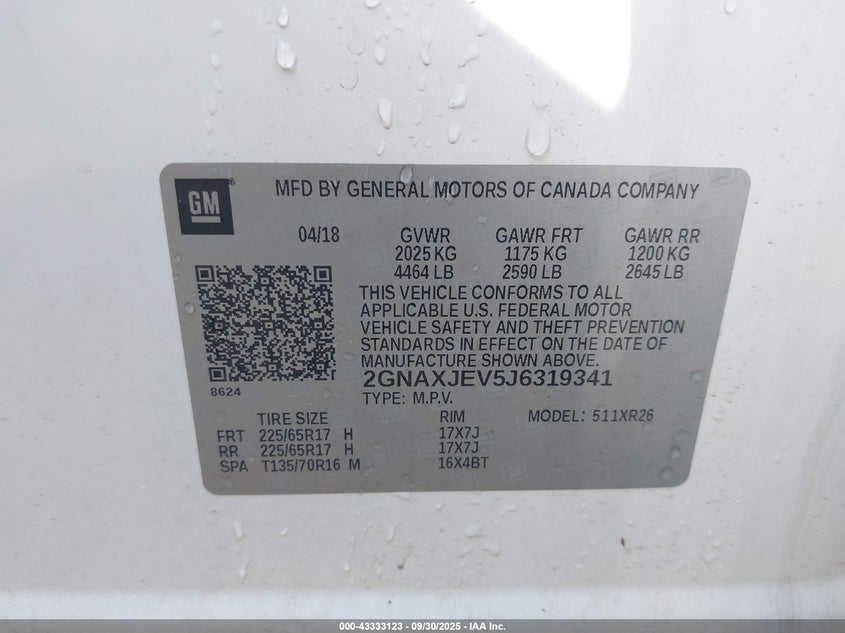 GM
MFD BY GENERAL MOTORS OF CANADA COMPANY
04/18 GVWR GAWR FRT GAWR RR
2025 KG 1175 KG 1200 KG
4464 LB 2590 LB 2645 LB
THIS VEHICLE CONFORMS TO ALL
APPLICABLE U.S. FEDERAL MOTOR
VEHICLE SAFETY AND THEFT PREVENTION
STANDARDS IN EFFECT ON THE DATE OF
MANUFACTURE SHOWN ABOVE.
2GNAXJEV5J6319341
8624
TYPE: M.P.V.
TIRE SIZE RIM MODEL: 511XR26
FRT 225/65R17 H 17X7J
RR 225/65R17 H 17X7J
SPA T135/70R16 M 16X4BT
000-43333123 - 09/30/2025 - IAA Inc.